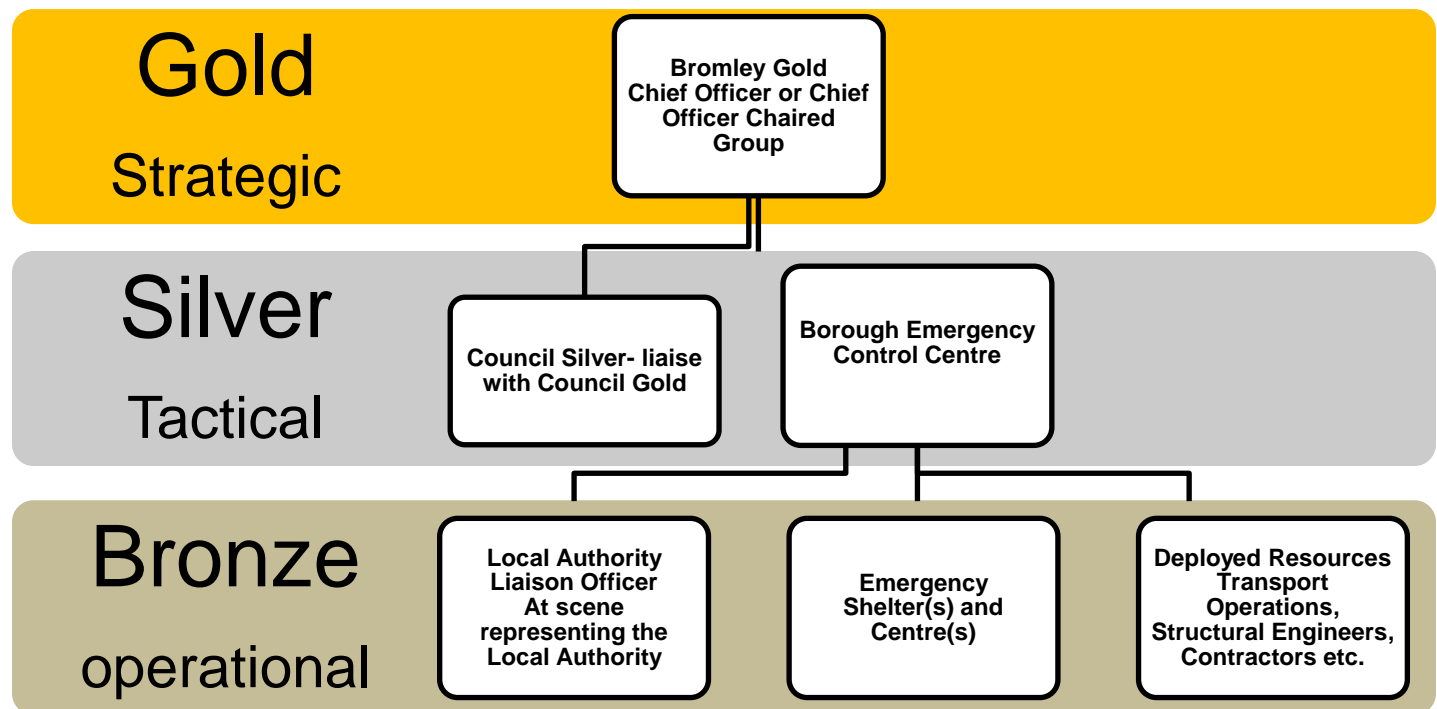 Gold
Strategic
Bromley Gold
Chief Officer or Chief
Officer Chaired
Group
Silver
Tactical
Council Silver- liaise
with Council Gold
Borough Emergency
Control Centre
Bronze
operational
Local Authority
Liaison Officer
At scene
representing the
Local Authority
Emergency
Shelter(s) and
Centre(s)
Deployed Resources
Transport
Operations,
Structural Engineers,
Contractors etc.